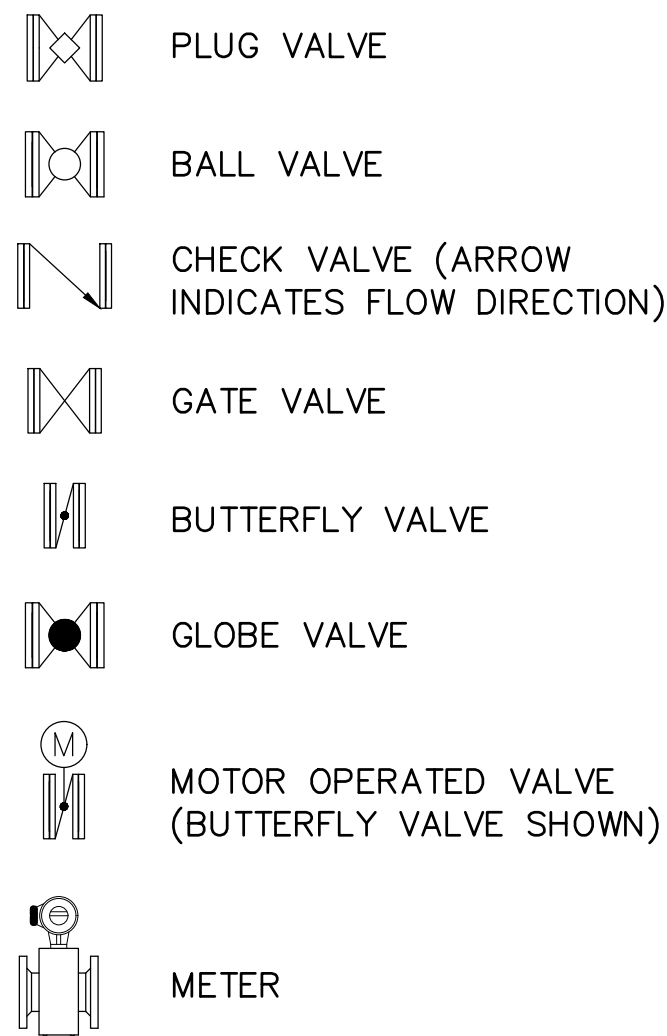 PLUG VALVE
BALL VALVE
CHECK VALVE (ARROW
INDICATES FLOW DIRECTION)
GATE VALVE
BUTTERFLY VALVE
GLOBE VALVE
M
MOTOR OPERATED VALVE
(BUTTERFLY VALVE SHOWN)
METER